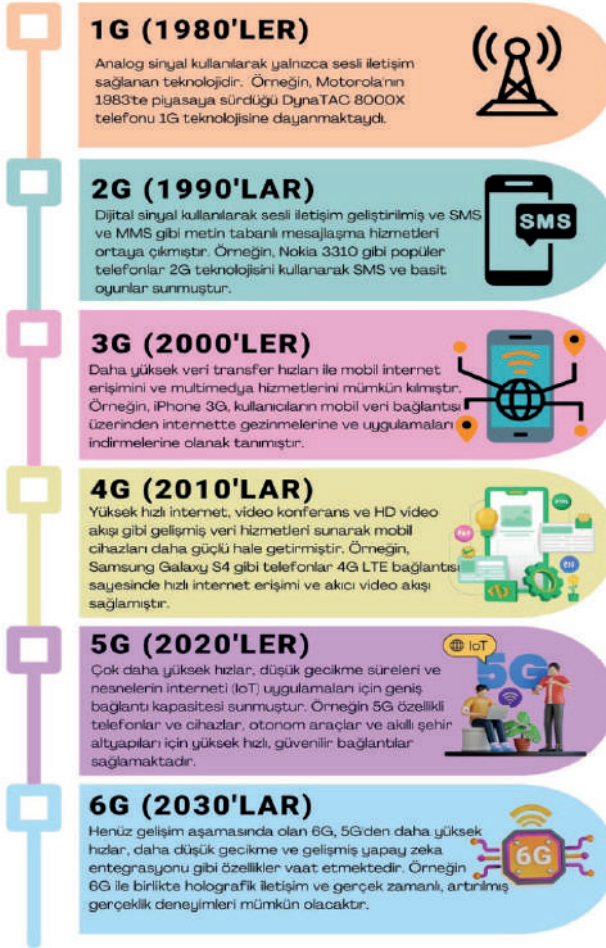 1G (1980'LER)
Analog sinyal kullanılarak yalnızca sesli iletişim
sağlanan teknolojidir. Örneğin, Motorola'nın
1983'te piyasaya sürdüğü DynaTAC 8000X
telefonu 1G teknolojisine dayanmaktaydı.
2G (1990'LAR)
Dijital sinyal kullanılarak sesli iletişim geliştirilmiş ve SMS
ve MMS gibi metin tabanlı mesajlaşma hizmetleri
ortaya çıkmıştır. Örneğin, Nokia 3310 gibi popüler
telefonlar 2G teknolojisini kullanarak SMS ve basit
oyunlar sunmuştur.
SMS
3G (2000'LER)
Daha yüksek veri transfer hızları ile mobil internet
erişimini ve multimedya hizmetlerini mümkün kılmıştır.
Örneğin, iPhone 3G, kullanıcıların mobil veri bağlantısı
üzerinden internette gezinmelerine ve uygulamaları
indirmelerine olanak tanımıştır.
4G (2010'LAR)
Yüksek hızlı internet, video konferans ve HD video
akışı gibi gelişmiş veri hizmetleri sunarak mobil
cihazları daha güçlü hale getirmiştir. Örneğin,
Samsung Galaxy S4 gibi telefonlar 4G LTE bağlantısı
sayesinde hızlı internet erişimi ve akıcı video akışı
sağlamıştır.
5G (2020'LER)
Çok daha yüksek hızlar, düşük gecikme süreleri ve
nesnelerin interneti (IoT) uygulamaları için geniş
bağlantı kapasitesi sunmuştur. Örneğin 5G özellikli
telefonlar ve cihazlar, otonom araçlar ve akıllı şehir
altyapıları için yüksek hızlı, güvenilir bağlantılar
sağlamaktadır.
IoT
5G
6G (2030'LAR)
Henüz gelişim aşamasında olan 6G, 5G'den daha yüksek
hızlar, daha düşük gecikme ve gelişmiş yapay zeka
entegrasyonu gibi özellikler vaat etmektedir. Örneğin
6G ile birlikte holografik iletişim ve gerçek zamanlı, artırılmış
gerçeklik deneyimleri mümkün olacaktır.
6G